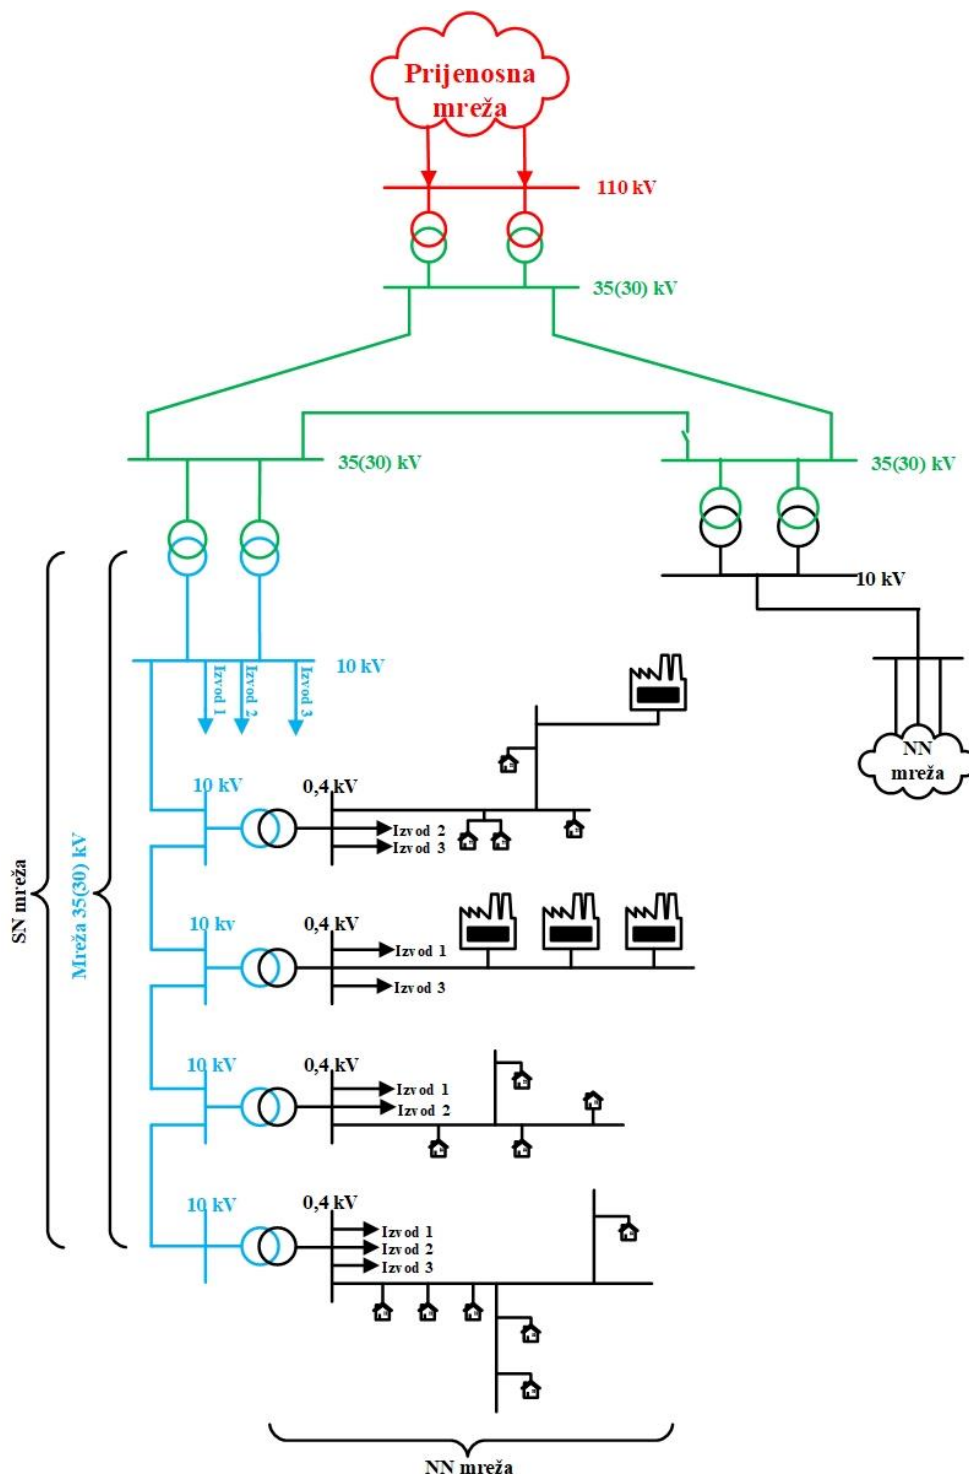 Prijenosna
mreža
110 kV
35(30) kV
35(30) kV
35(30) kV
10 kV
10 kV
Izvod 1
Izvod 2
Izvod 3
NN
mreža
SN mreža
Mreža 35(30) kV
10 kV
0,4 kV
Izvod 2
Izvod 3
10 kv
0,4 kV
Izvod 1
Izvod 3
10 kV
0,4 kV
Izvod 1
Izvod 2
10 kV
0,4 kV
Izvod 1
Izvod 2
Izvod 3
NN mreža